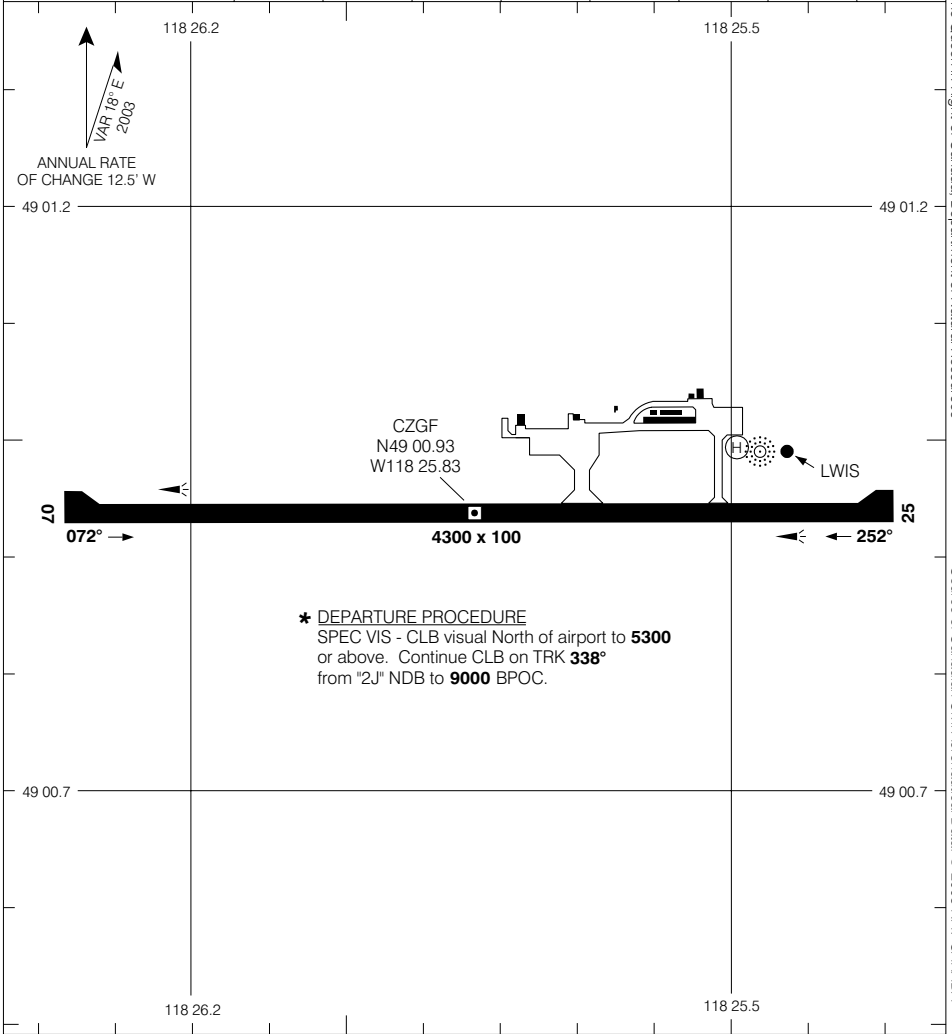 118 26.2
118 25.5
VAR 18° E
2003
ANNUAL RATE
OF CHANGE 12.5' W
49 01.2
49 01.2
CZGF
N49 00.93
W118 25.83
H
LWIS
07
25
072°
4300 x 100
252°
* DEPARTURE PROCEDURE
SPEC VIS - CLB visual North of airport to 5300
or above. Continue CLB on TRK 338°
from "2J" NDB to 9000 BPOC.
49 00.7
49 00.7
118 26.2
118 25.5